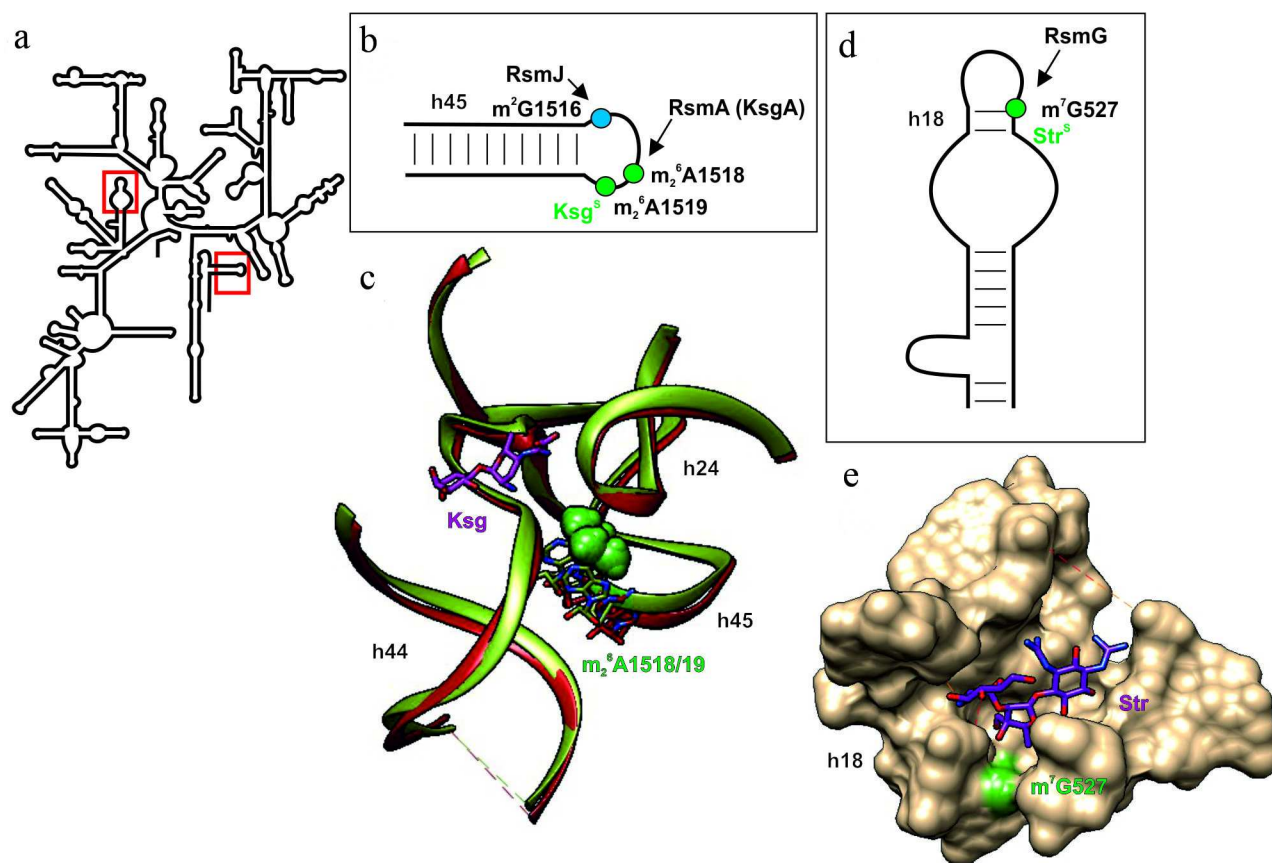 a
b
RsmJ
h45
m²G1516
RsmA (KsgA)
m₂⁶A1518
Ksgˢ
m₂⁶A1519
c
Ksg
h24
h44
h45
m₂⁶A1518/19
d
RsmG
h18
m⁷G527
Strˢ
e
Str
h18
m⁷G527